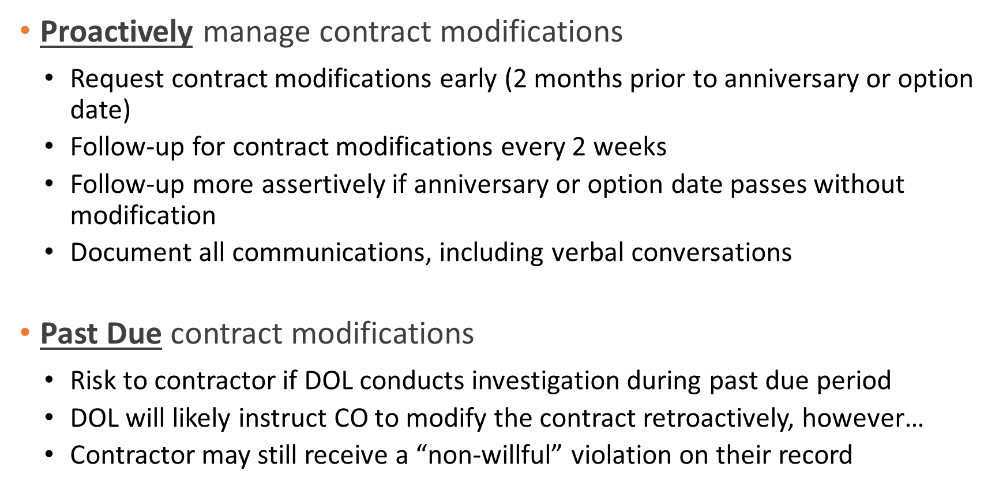 • Proactively manage contract modifications
• Request contract modifications early (2 months prior to anniversary or option
date)
• Follow-up for contract modifications every 2 weeks
• Follow-up more assertively if anniversary or option date passes without
modification
• Document all communications, including verbal conversations
• Past Due contract modifications
• Risk to contractor if DOL conducts investigation during past due period
• DOL will likely instruct CO to modify the contract retroactively, however…
• Contractor may still receive a “non-willful” violation on their record